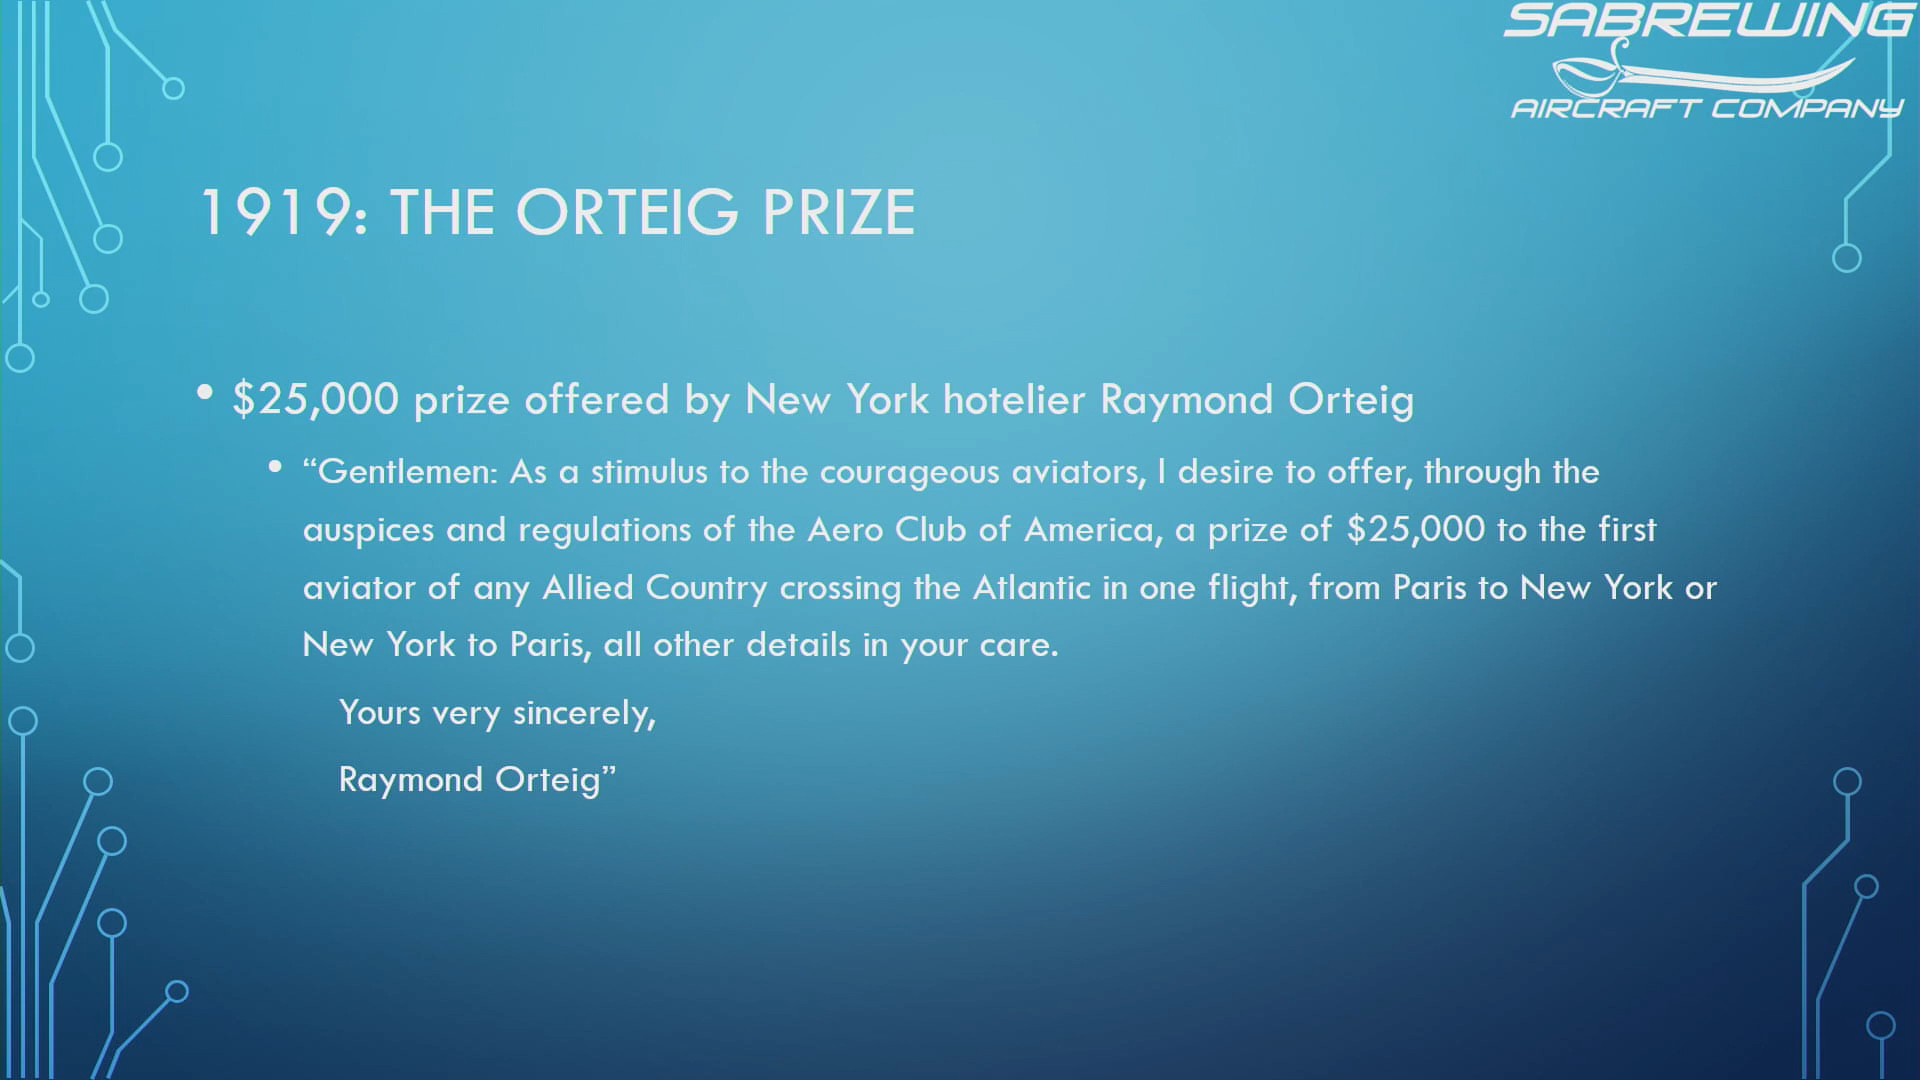 SABREWING
AIRCRAFT COMPANY
1919: THE ORTEIG PRIZE
• $25,000 prize offered by New York hotelier Raymond Orteig
• “Gentlemen: As a stimulus to the courageous aviators, I desire to offer, through the
auspices and regulations of the Aero Club of America, a prize of $25,000 to the first
aviator of any Allied Country crossing the Atlantic in one flight, from Paris to New York or
New York to Paris, all other details in your care.
Yours very sincerely,
Raymond Orteig”